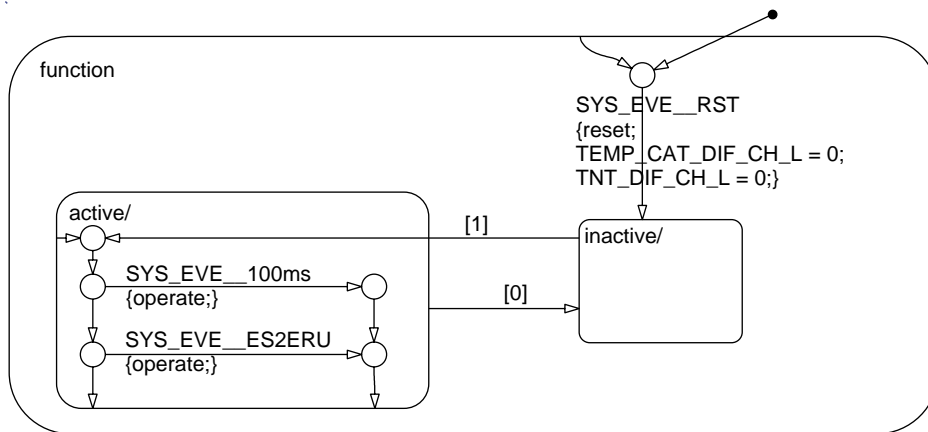 function
SYS_EVE__RST
{reset;
TEMP_CAT_DIF_CH_L = 0;
TNT_DIF_CH_L = 0;}
active/
[1]
inactive/
SYS_EVE__100ms
{operate;}
[0]
SYS_EVE__ES2ERU
{operate;}